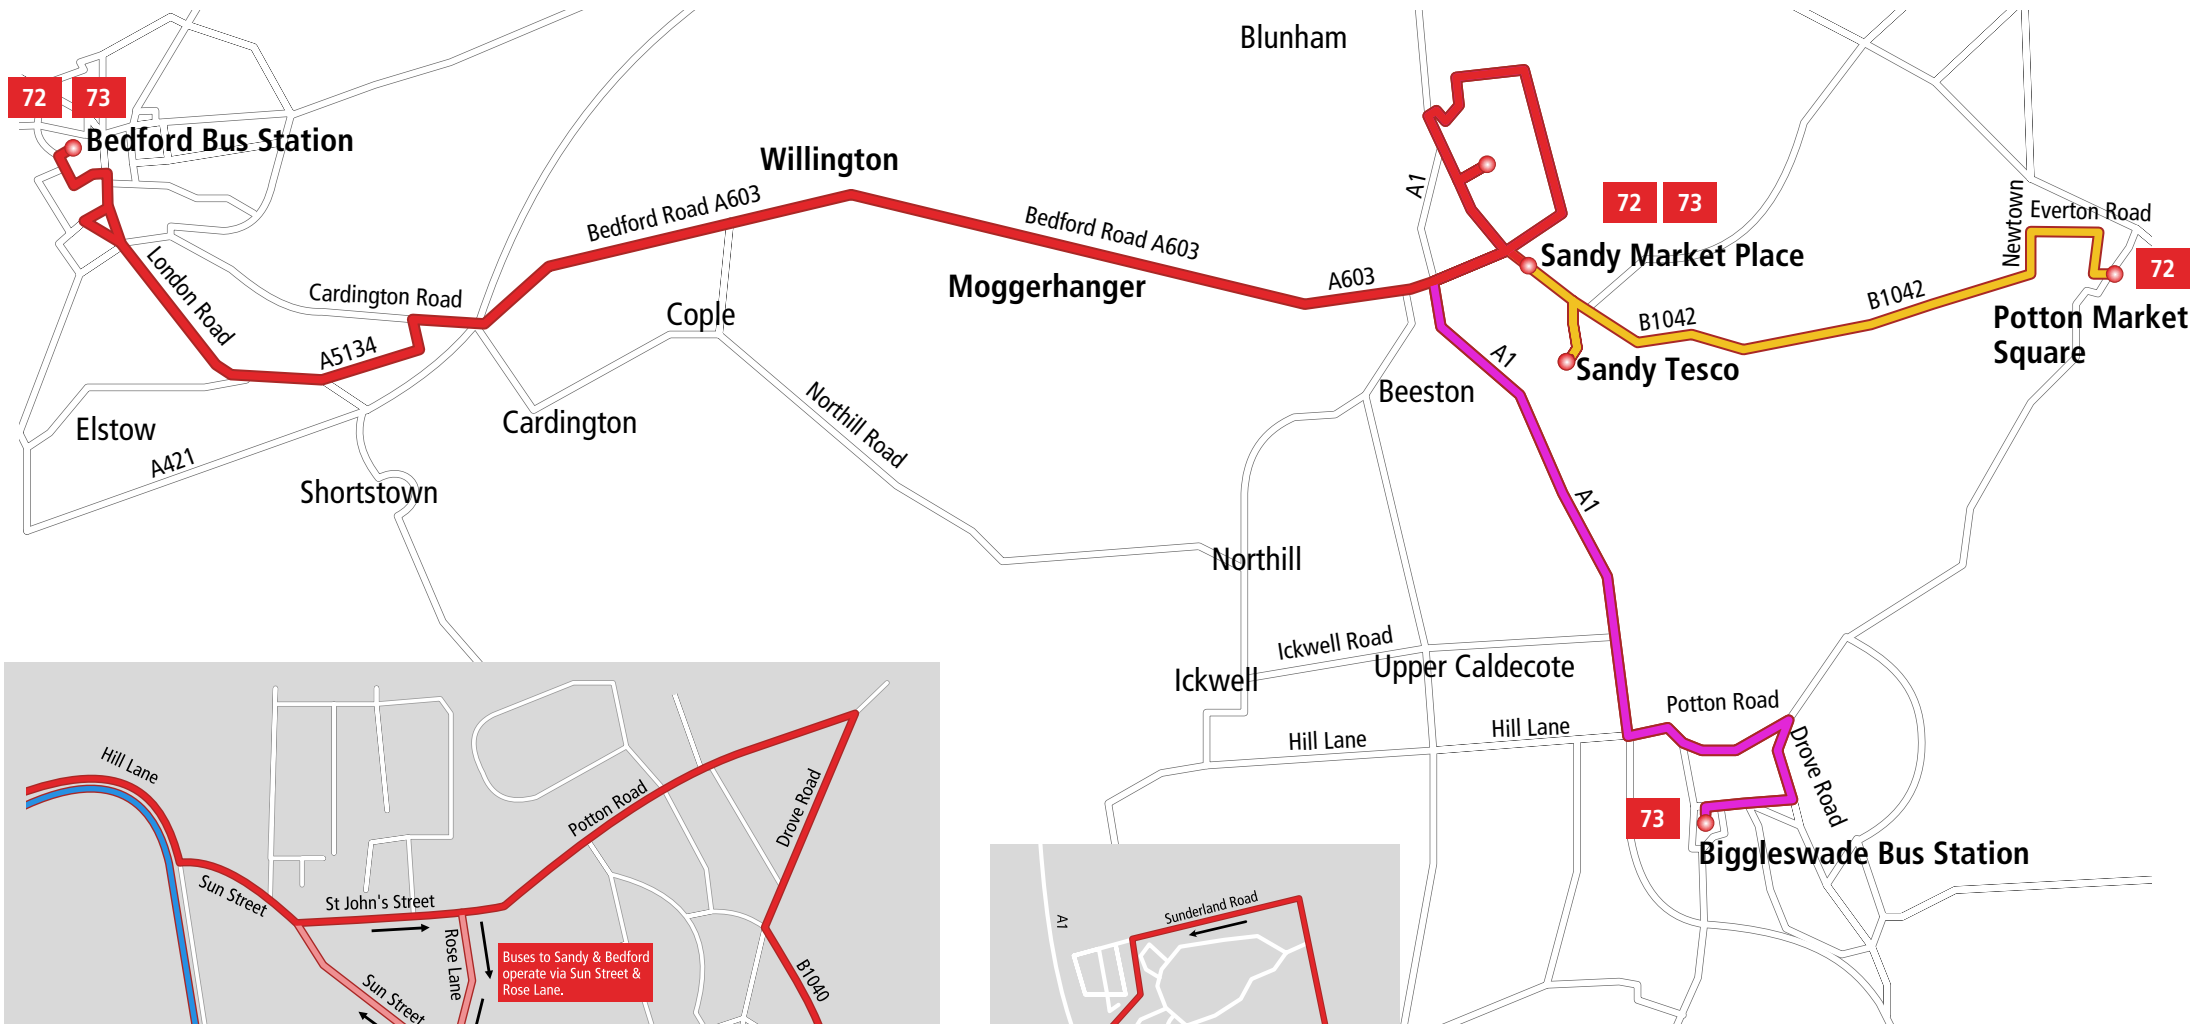 Blunham
72 73
Bedford Bus Station
Willington
Bedford Road A603
Bedford Road A603
Moggerhanger
A603
A1
72 73
Sandy Market Place
Newtown
Everton Road
72
Potton Market
Square
B1042
B1042
Sandy Tesco
London Road
Cardington Road
A5134
Cople
Cardington
Northill Road
Elstow
A421
Shortstown
Beeston
A1
A1
Northill
Ickwell Road
Ickwell
Upper Caldecote
Hill Lane
Hill Lane
Potton Road
Drove Road
73
Biggleswade Bus Station
Hill Lane
Sun Street
St John's Street
Potton Road
Drove Road
Rose Lane
Sun Street
Buses to Sandy & Bedford
operate via Sun Street &
Rose Lane.
B1040
A1
Sunderland Road